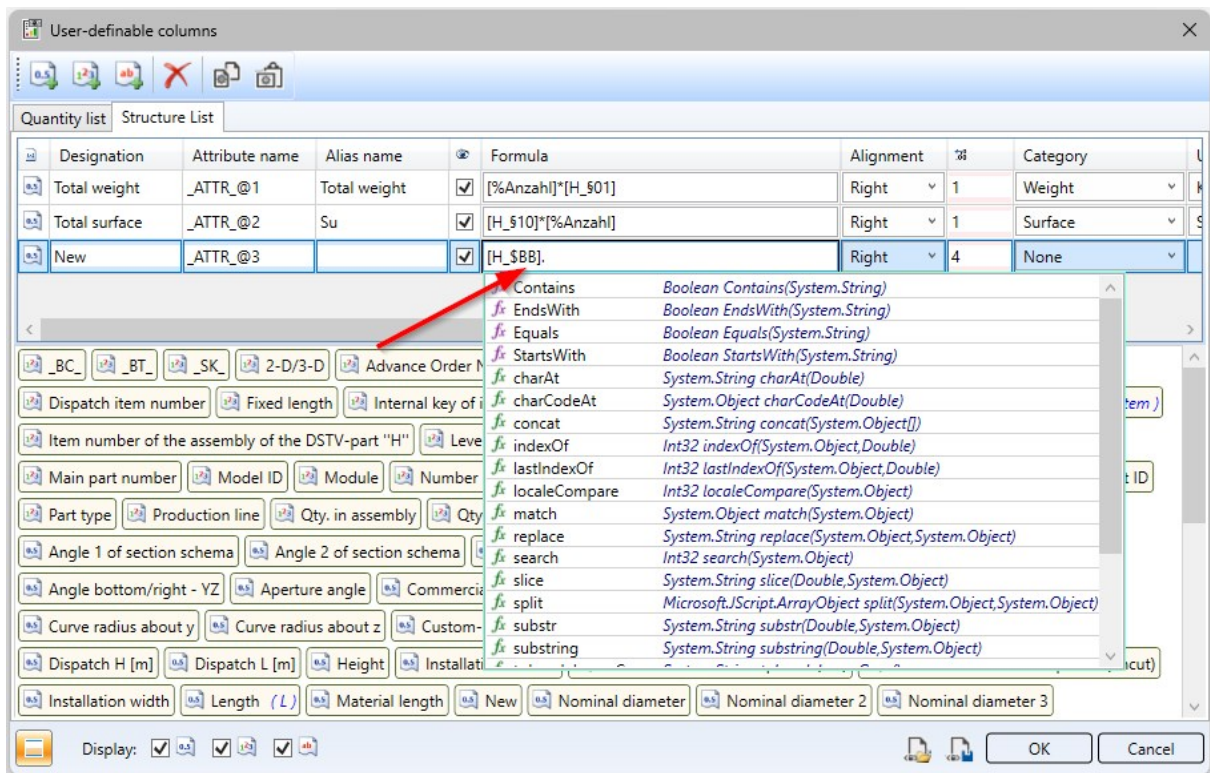 User-definable columns
Quantity list Structure List
Designation Attribute name Alias name Formula Alignment Category
Total weight _ATTR_@1 Total weight [%Anzahl]*[H_§01] Right 1 Weight
Total surface _ATTR_@2 Su [H_§10]*[%Anzahl] Right 1 Surface
New _ATTR_@3 [H_$BB]. Right 4 None
Contains Boolean Contains(System.String)
EndsWith Boolean EndsWith(System.String)
Equals Boolean Equals(System.String)
StartsWith Boolean StartsWith(System.String)
charAt System.String charAt(Double)
charCodeAt System.Object charCodeAt(Double)
concat System.String concat(System.Object[])
indexOf Int32 indexOf(System.Object,Double)
lastIndexOf Int32 lastIndexOf(System.Object,Double)
localeCompare Int32 localeCompare(System.Object)
match System.Object match(System.Object)
replace System.String replace(System.Object,System.Object)
search Int32 search(System.Object)
slice System.String slice(Double,System.Object)
split Microsoft.JScript.ArrayObject split(System.Object,System.Object)
substr System.String substr(Double,System.Object)
substring System.String substring(Double,System.Object)
_BC_ _BT_ _SK_ 2-D/3-D Advance Order
Dispatch item number Fixed length Internal key of
Item number of the assembly of the DSTV-part "H"
Main part number Model ID Module Number ID
Part type Production line Qty. in assembly Qty
Angle 1 of section schema Angle 2 of section schema
Angle bottom/right - YZ Aperture angle
Curve radius about y Curve radius about z Custom-
Dispatch H [m] Dispatch L [m] Height
Installation width Length (L) Material length New Nominal diameter Nominal diameter 2 Nominal diameter 3
Display: OK Cancel